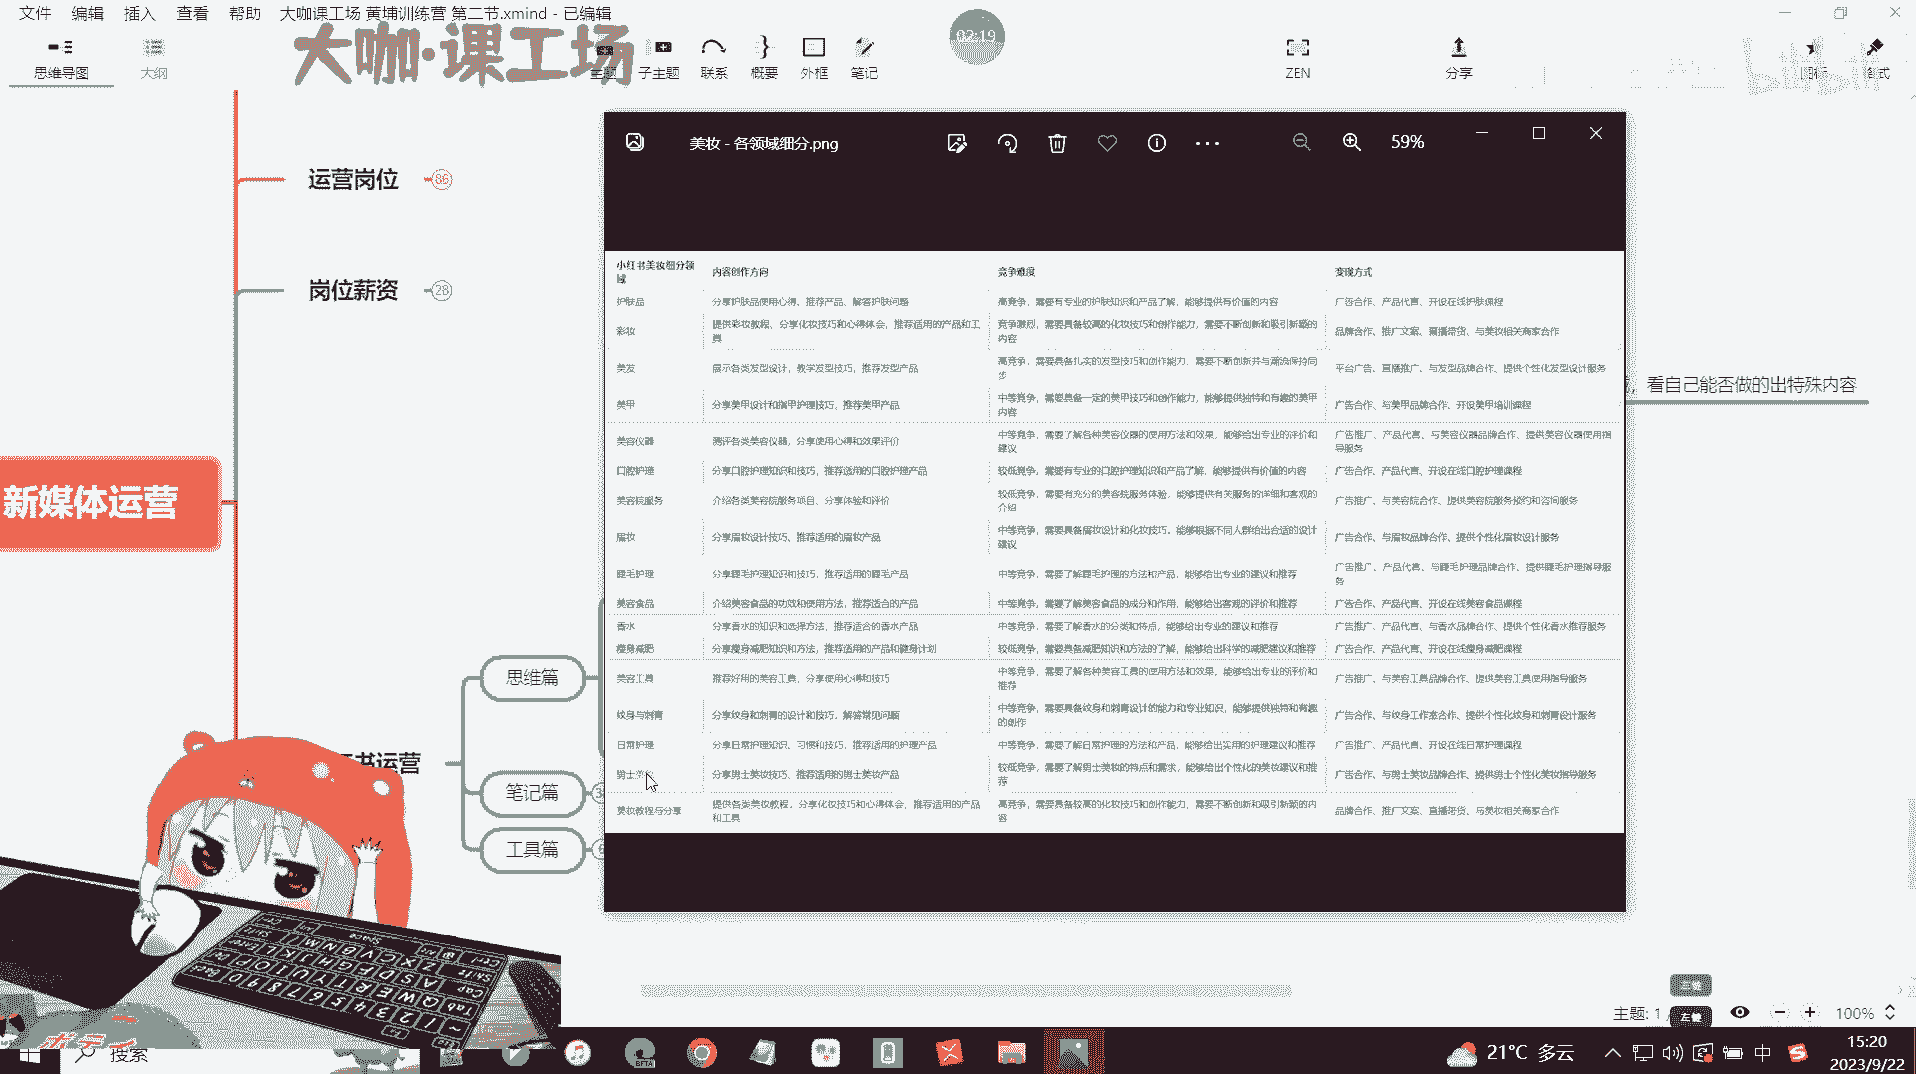 文件 编辑 插入 查看 帮助 大咖课工场 黄埔训练营 第二节.xmind - 已编辑
大咖·课工场
02:19
思维导图 大纲 主题 子主题 联系 概要 外框 笔记 ZEN 分享
运营岗位 86
岗位薪资 28
新媒体运营
书运营
思维篇
笔记篇
工具篇
看自己能否做的出特殊内容
美妆 - 各领域细分.png 59%
小红书美妆细分领域 内容创作方向 竞争难度 变现方式
护肤品 分享护肤品使用心得、推荐产品、解答护肤问题 高竞争，需要有专业的护肤知识和产品了解，能够提供有价值的内容 广告合作、产品代言、开设在线护肤课程
彩妆 提供彩妆教程、分享化妆技巧和心得体会，推荐适用的产品和工具 竞争激烈，需要具备较高的化妆技巧和创作能力，需要不断创新和吸引新颖的内容 品牌合作、推广文案、直播带货、与美妆相关商家合作
美发 展示各类发型设计，教学发型技巧，推荐发型产品 高竞争，需要具备扎实的发型技巧和创作能力，需要不断创新并与潮流保持同步 平台广告、直播推广、与发型品牌合作、提供个性化发型设计服务
美甲 分享美甲设计和指甲护理技巧、推荐美甲产品 中等竞争，需要具备一定的美甲技巧和创作能力，能够提供独特和有趣的美甲内容 广告合作、与美甲品牌合作、开设美甲培训课程
美容仪器 测评各类美容仪器，分享使用心得和效果评价 中等竞争，需要了解各种美容仪器的使用方法和效果，能够给出专业的评价和建议 广告推广、产品代言、与美容仪器品牌合作、提供美容仪器使用指导服务
口腔护理 分享口腔护理知识和技巧，推荐适用的口腔护理产品 较低竞争，需要有专业的口腔护理知识和产品了解，能够提供有价值的内容 广告合作、产品代言、开设在线口腔护理课程
美容院服务 介绍各类美容院服务项目、分享体验和评价 较低竞争，需要有充分的美容院服务体验，能够提供有关服务的详细和客观的介绍 广告推广、与美容院合作、提供美容院服务预约和咨询服务
眉妆 分享眉妆设计技巧、推荐适用的眉妆产品 中等竞争，需要具备眉妆设计和化妆技巧，能够根据不同人群给出合适的设计建议 广告合作、与眉妆品牌合作、提供个性化眉妆设计服务
睫毛护理 分享睫毛护理知识和技巧，推荐适用的睫毛产品 中等竞争，需要了解睫毛护理的方法和产品，能够给出专业的建议和推荐 广告推广、产品代言、与睫毛护理品牌合作、提供睫毛护理指导服务
美容食品 介绍美容食品的功效和使用方法，推荐适合的产品 中等竞争，需要了解美容食品的成分和作用，能够给出客观的评价和推荐 广告合作、产品代言、开设在线美容食品课程
香水 分享香水的知识和选择方法，推荐适合的香水产品 中等竞争，需要了解香水的分类和特点，能够给出专业的建议和推荐 广告推广、产品代言、与香水品牌合作、提供个性化香水推荐服务
瘦身减肥 分享瘦身减肥知识和方法，推荐适用的产品和健身计划 较低竞争，需要具备减肥知识和方法的了解，能够给出科学的减肥建议和推荐 广告合作、产品代言、开设在线瘦身减肥课程
美容工具 推荐好用的美容工具，分享使用心得和技巧 中等竞争，需要了解各种美容工具的使用方法和效果，能够给出专业的评价和推荐 广告推广、与美容工具品牌合作、提供美容工具使用指导服务
纹身与刺青 分享纹身和刺青的设计和技巧，解答常见问题 中等竞争，需要具备纹身和刺青设计的能力和专业知识，能够提供独特和有趣的创作 广告合作、与纹身工作室合作、提供个性化纹身和刺青设计服务
日常护理 分享日常护理知识、习惯和技巧、推荐适用的护理产品 中等竞争，需要了解日常护理的方法和产品，能够给出实用的护理建议和推荐 广告推广、产品代言、开设在线日常护理课程
男士 分享男士美妆技巧、推荐适用的男士美妆产品 较低竞争，需要了解男士美妆的特点和需求，能够给出个性化的美妆建议和推荐 广告合作、与男士美妆品牌合作、提供男士个性化美妆指导服务
美妆教程与分享 提供各类美妆教程，分享化妆技巧和心得体会，推荐适用的产品和工具 高竞争，需要具备较高的化妆技巧和创作能力，需要不断创新和吸引新颖的内容 品牌合作、推广文案、直播带货、与美妆相关商家合作
主题: 1 100%
左键
左键
搜索
21°C 多云 中 15:20
2023/9/22